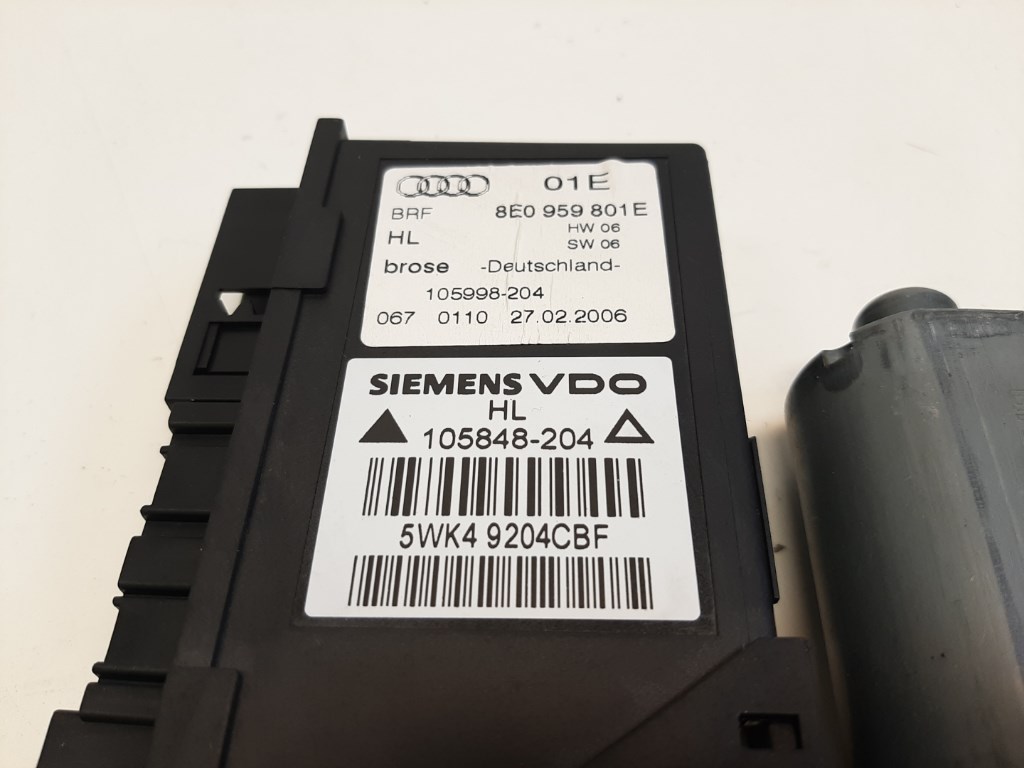 01E
BRF 8E0 959 801E
HL HW 06
SW 06
brose -Deutschland-
105998-204
067 0110 27.02.2006
SIEMENS VDO
HL
105848-204
5WK4 9204CBF